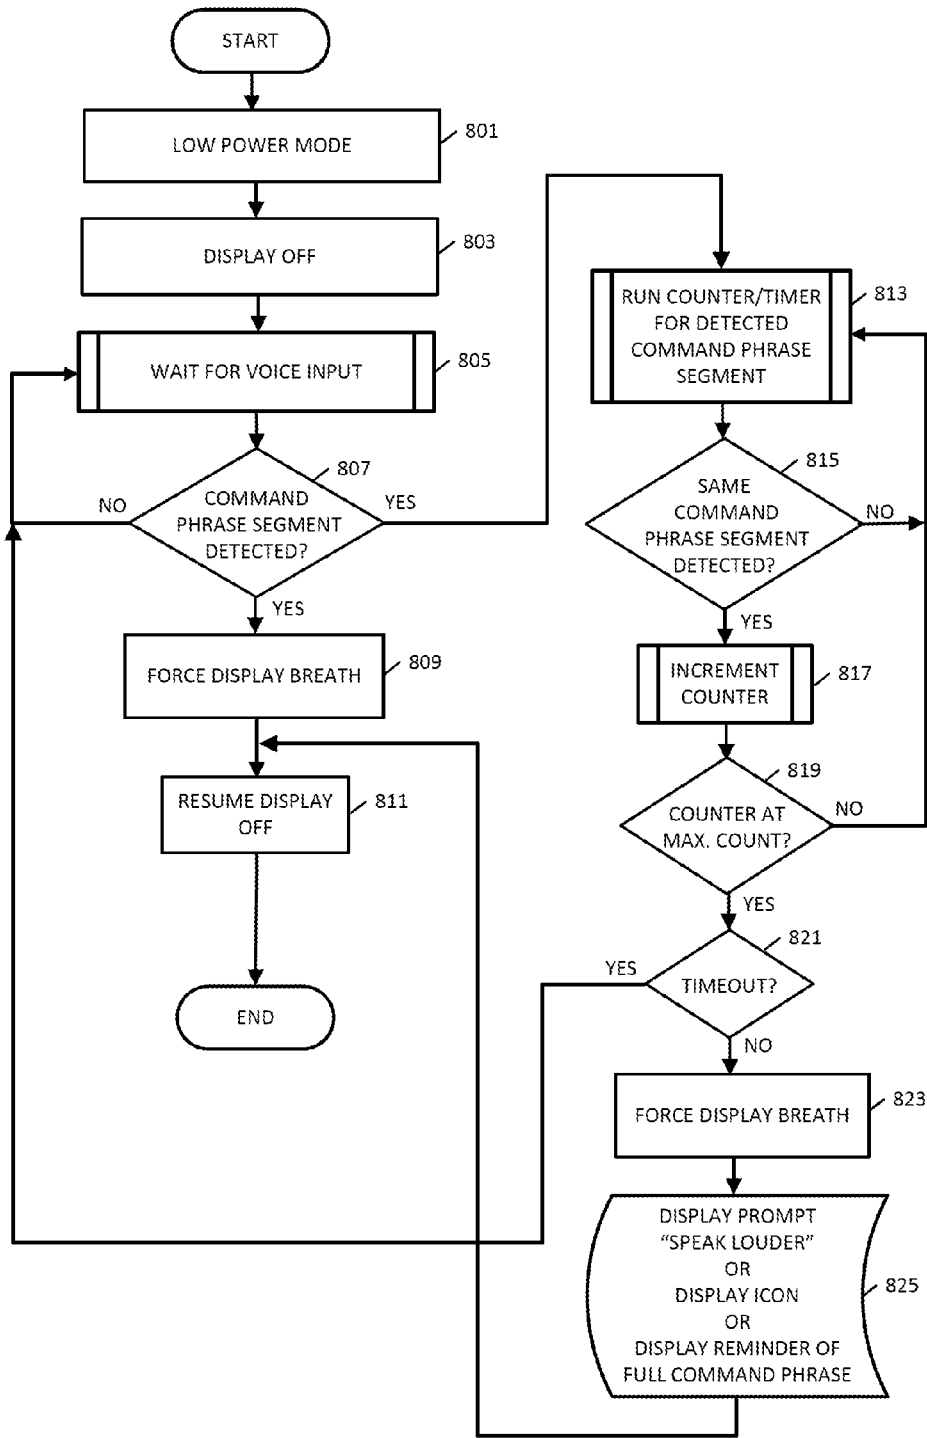 START
LOW POWER MODE
801
DISPLAY OFF
803
WAIT FOR VOICE INPUT
805
COMMAND
PHRASE SEGMENT
DETECTED?
807
NO
YES
YES
FORCE DISPLAY BREATH
809
RESUME DISPLAY
OFF
811
END
RUN COUNTER/TIMER
FOR DETECTED
COMMAND PHRASE
SEGMENT
813
SAME
COMMAND
PHRASE SEGMENT
DETECTED?
815
NO
YES
INCREMENT
COUNTER
817
COUNTER AT
MAX. COUNT?
819
NO
YES
TIMEOUT?
821
YES
NO
FORCE DISPLAY BREATH
823
DISPLAY PROMPT
“SPEAK LOUDER”
OR
DISPLAY ICON
OR
DISPLAY REMINDER OF
FULL COMMAND PHRASE
825